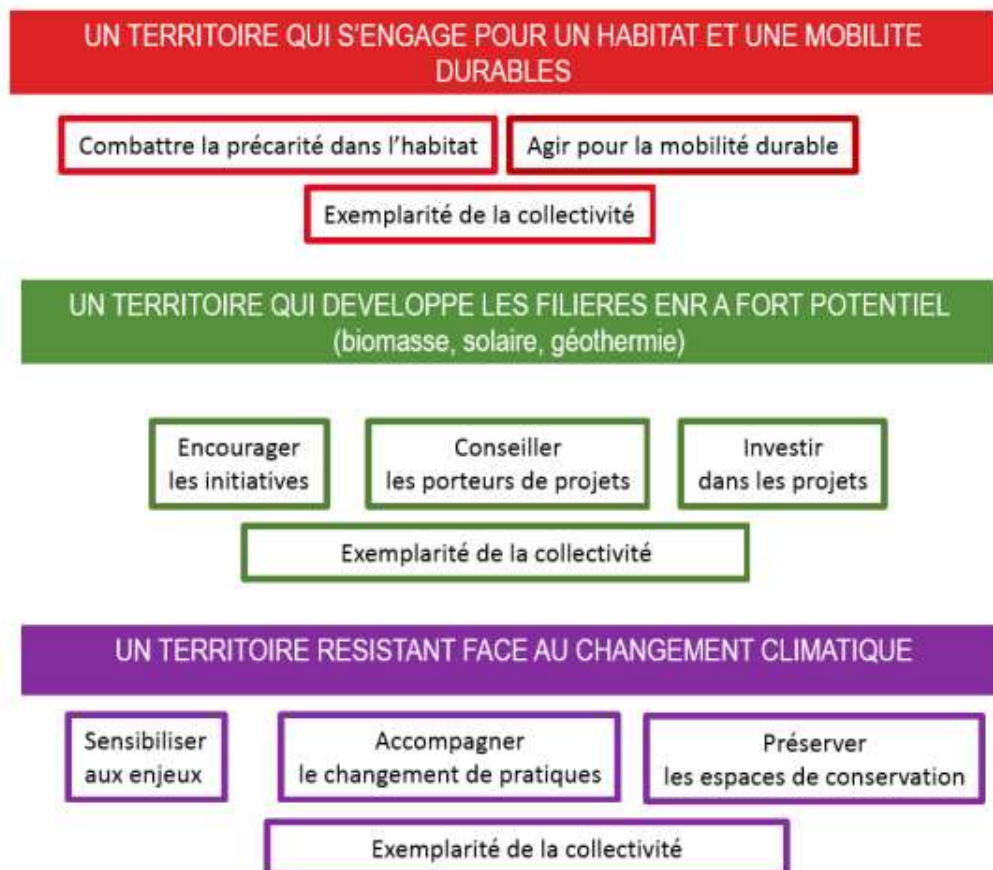 UN TERRITOIRE QUI S'ENGAGE POUR UN HABITAT ET UNE MOBILITE
DURABLES
Combattre la précarité dans l'habitat
Agir pour la mobilité durable
Exemplarité de la collectivité
UN TERRITOIRE QUI DEVELOPPE LES FILIERES ENR A FORT POTENTIEL
(biomasse, solaire, géothermie)
Encourager
les initiatives
Conseiller
les porteurs de projets
Investir
dans les projets
Exemplarité de la collectivité
UN TERRITOIRE RESISTANT FACE AU CHANGEMENT CLIMATIQUE
Sensibiliser
aux enjeux
Accompagner
le changement de pratiques
Préserver
les espaces de conservation
Exemplarité de la collectivité